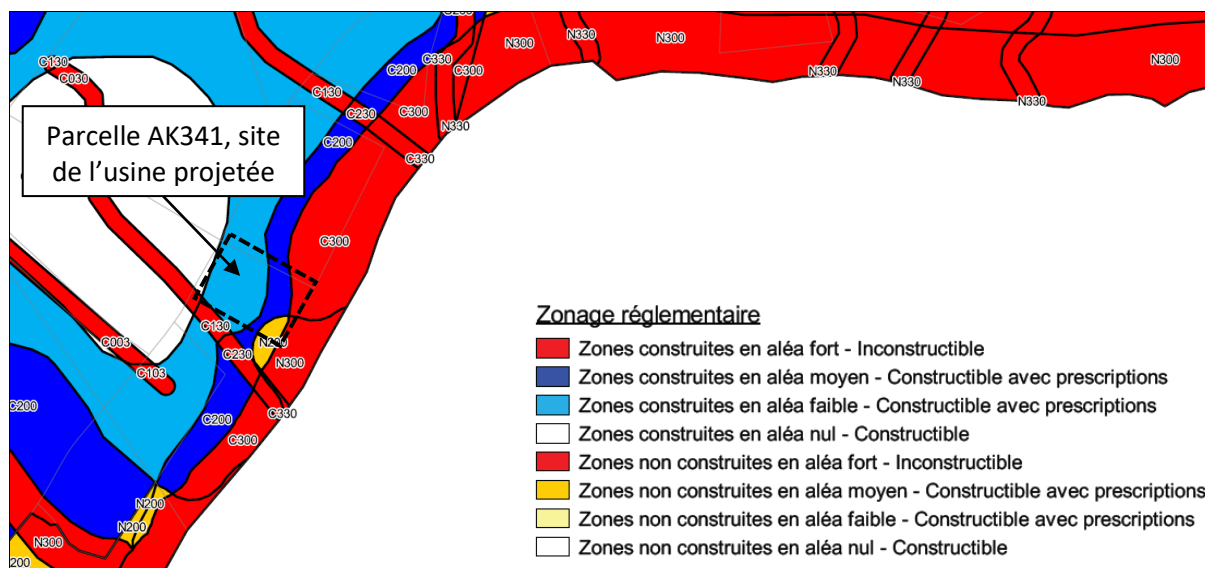 C200
N300
N330
N300
C130
C030
C330
C300
C200
N300
C130
N330
N330
N330
C230
C300
C200
N330
Parcelle AK341, site
de l'usine projetée
C330
C300
Zonage réglementaire
C130
Zones construites en aléa fort - Inconstructible
C003
N200
C230
N300
Zones construites en aléa moyen - Constructible avec prescriptions
C103
Zones construites en aléa faible - Constructible avec prescriptions
C200
C330
C200
Zones construites en aléa nul - Constructible
C300
Zones non construites en aléa fort - Inconstructible
Zones non construites en aléa moyen - Constructible avec prescriptions
N200
N200
Zones non construites en aléa faible - Constructible avec prescriptions
N300
Zones non construites en aléa nul - Constructible
200